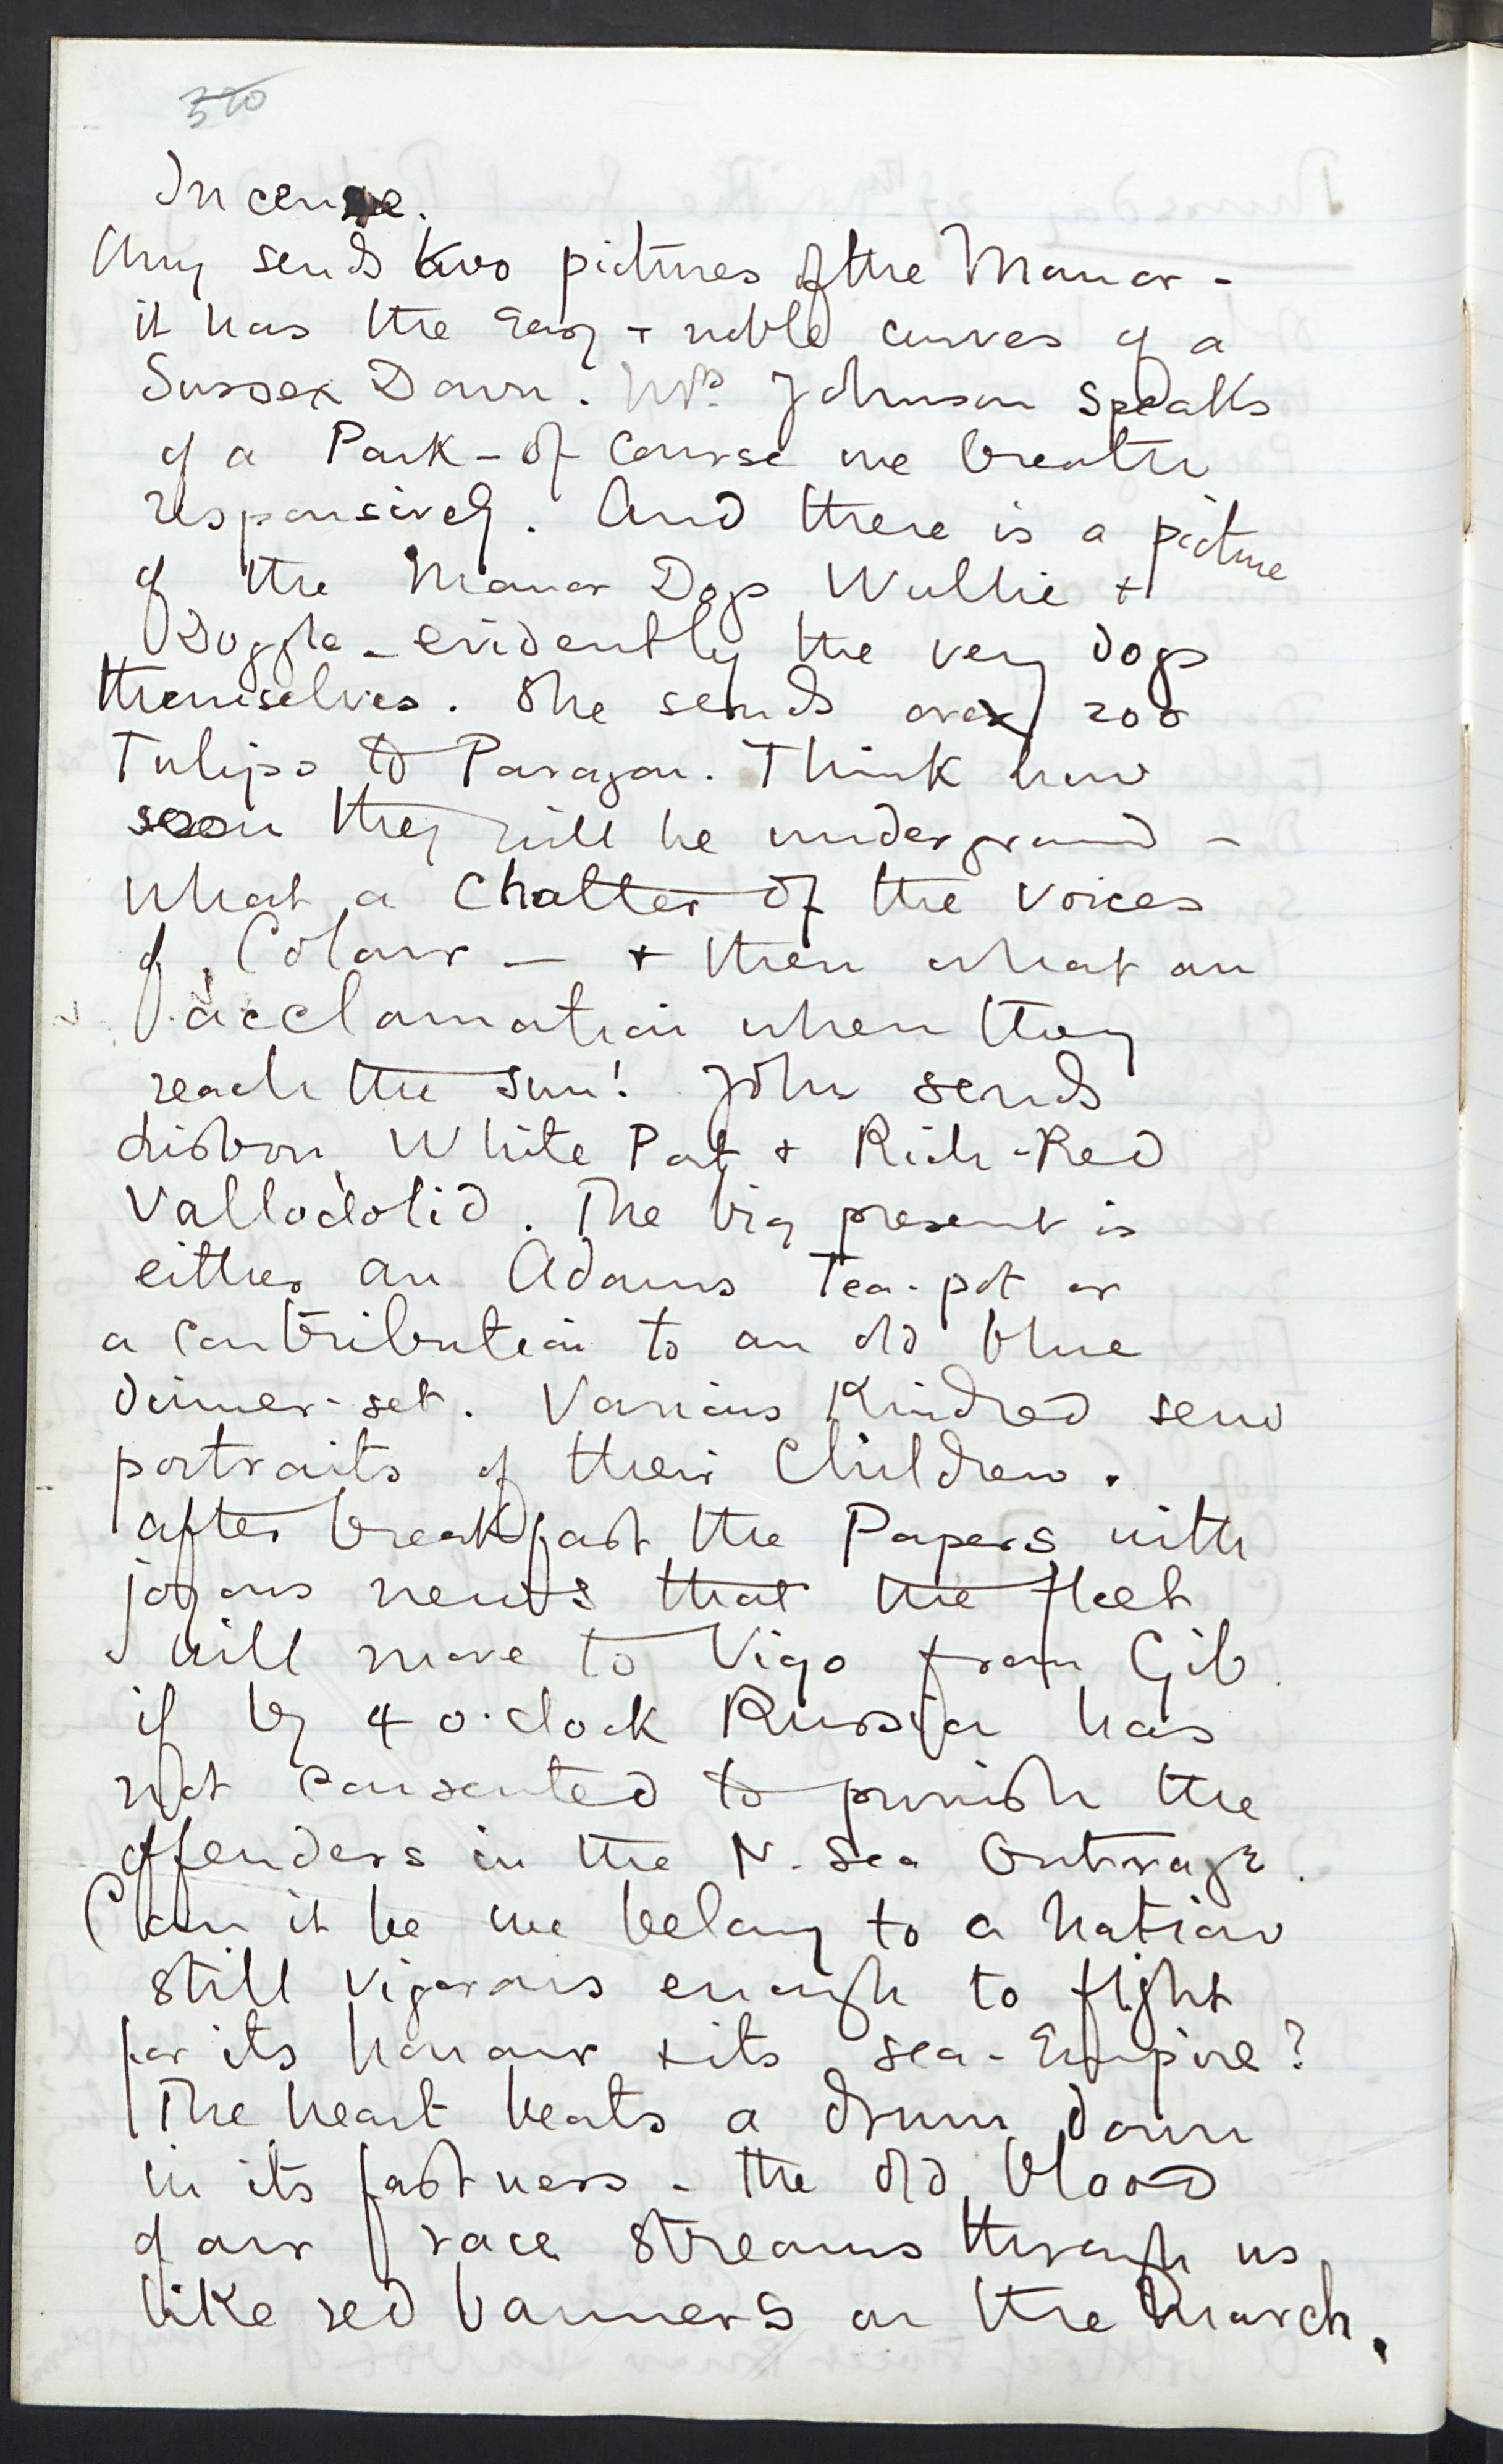 320
Incense.
Amy sends two pictures of the Manor -
it has the easy + noble curves of a
Sussex Down. Mrs. Johnson speaks
of a Park - of course we breathe
responsively. And there is a picture
of the Manor Dogs Wullie +
Doggle - evidently the very dogs
themselves. She sends over 200
Tulips to Paragon. Think how
soon they will be underground -
what a chatter of the voices
of Colour - + then what an
acclamation when they
reach the sun! John sends
Lisbon White Port + Rich-Red
Valladolid. The big present is
either an Adams Tea-pot or
a contribution to an old blue
dinner-set. Various Kindred send
portraits of their Children.
After breakfast the Papers with
joyous news that the fleet
will move to Vigo from Gib.
if by 4 o'clock Russia has
not consented to punish the
offenders in the N. Sea Outrage.
Can it be we belong to a nation
still vigorous enough to fight
for its honour + its sea-Empire?
The heart beats a drum down
in its fastness - the old blood
of our race streams through us
like red banners on the March.